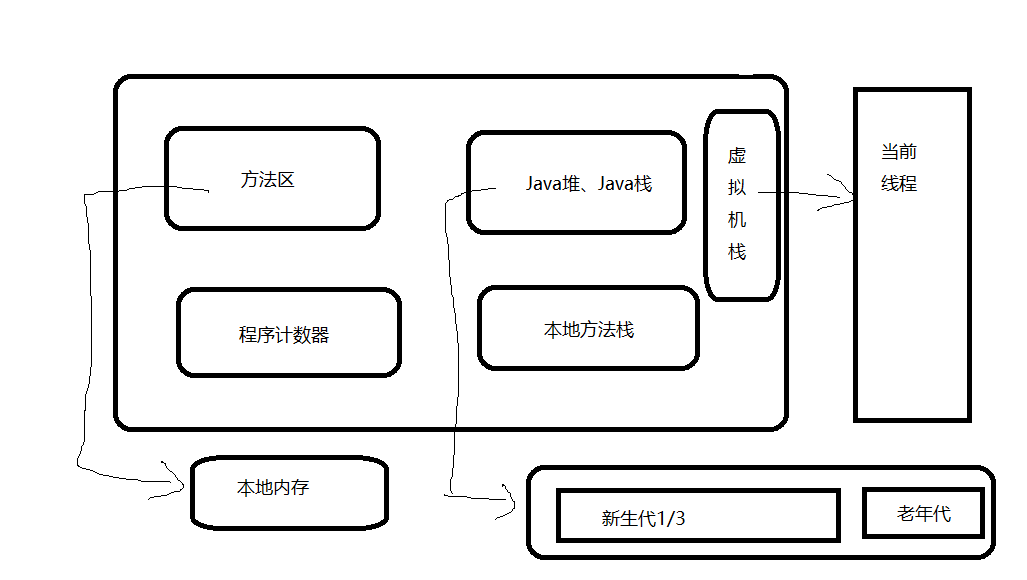 方法区
Java堆、Java栈
虚
拟
机
栈
当前
线程
程序计数器
本地方法栈
本地内存
新生代1/3
老年代